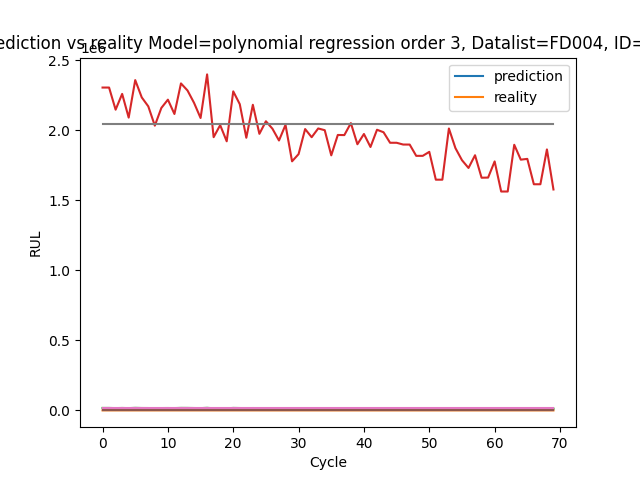 ediction vs reality Model=polynomial regression order 3, Datalist=FD004, ID=
1e6
2.5
2.0
1.5
1.0
0.5
0.0
RUL
prediction
reality
0 10 20 30 40 50 60 70
Cycle